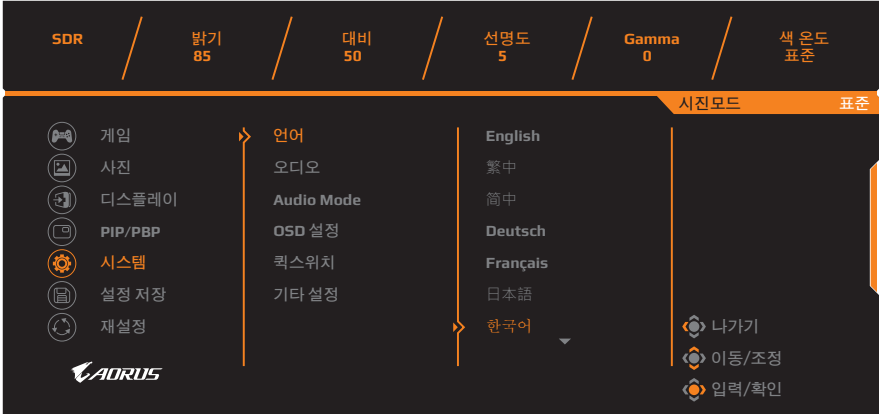 SDR
밝기
85
대비
50
선명도
5
Gamma
0
색 온도
표준
시진모드 표준
게임
사진
디스플레이
PIP/PBP
시스템
설정 저장
재설정
언어
오디오
Audio Mode
OSD 설정
퀵스위치
기타 설정
English
繁中
简中
Deutsch
Français
日本語
한국어
나가기
이동/조정
입력/확인
AORUS